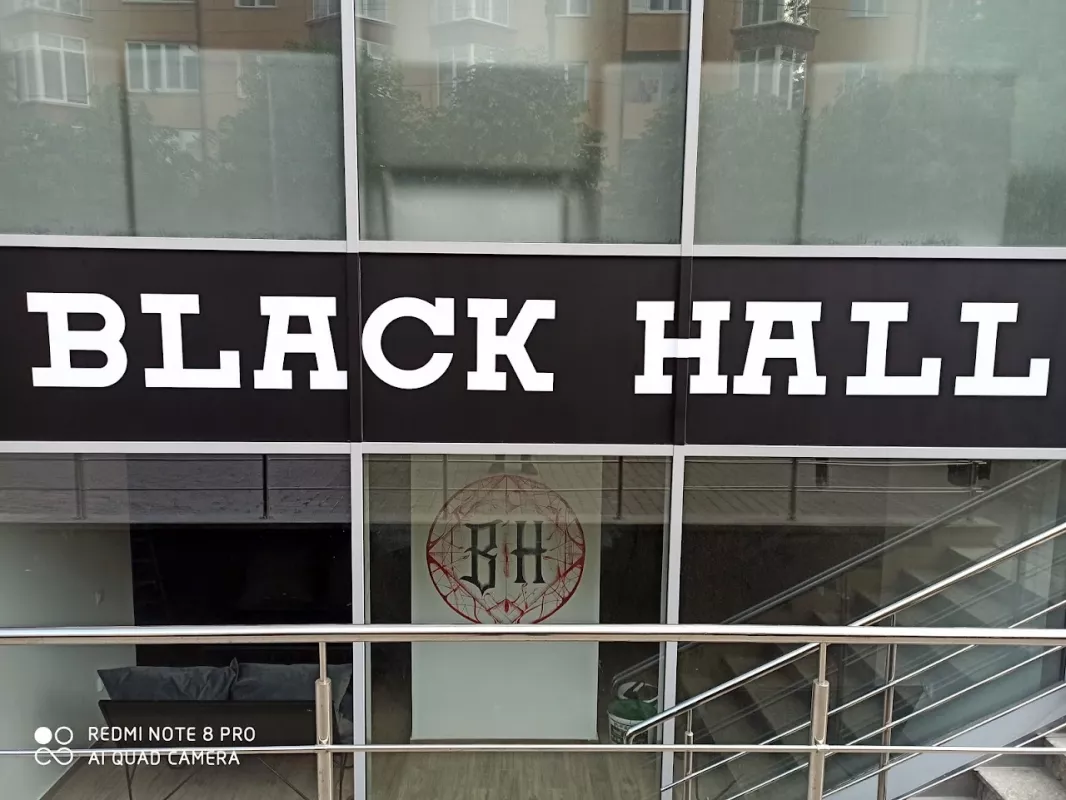 BLACK HALL
BH
REDMI NOTE 8 PRO
AI QUAD CAMERA